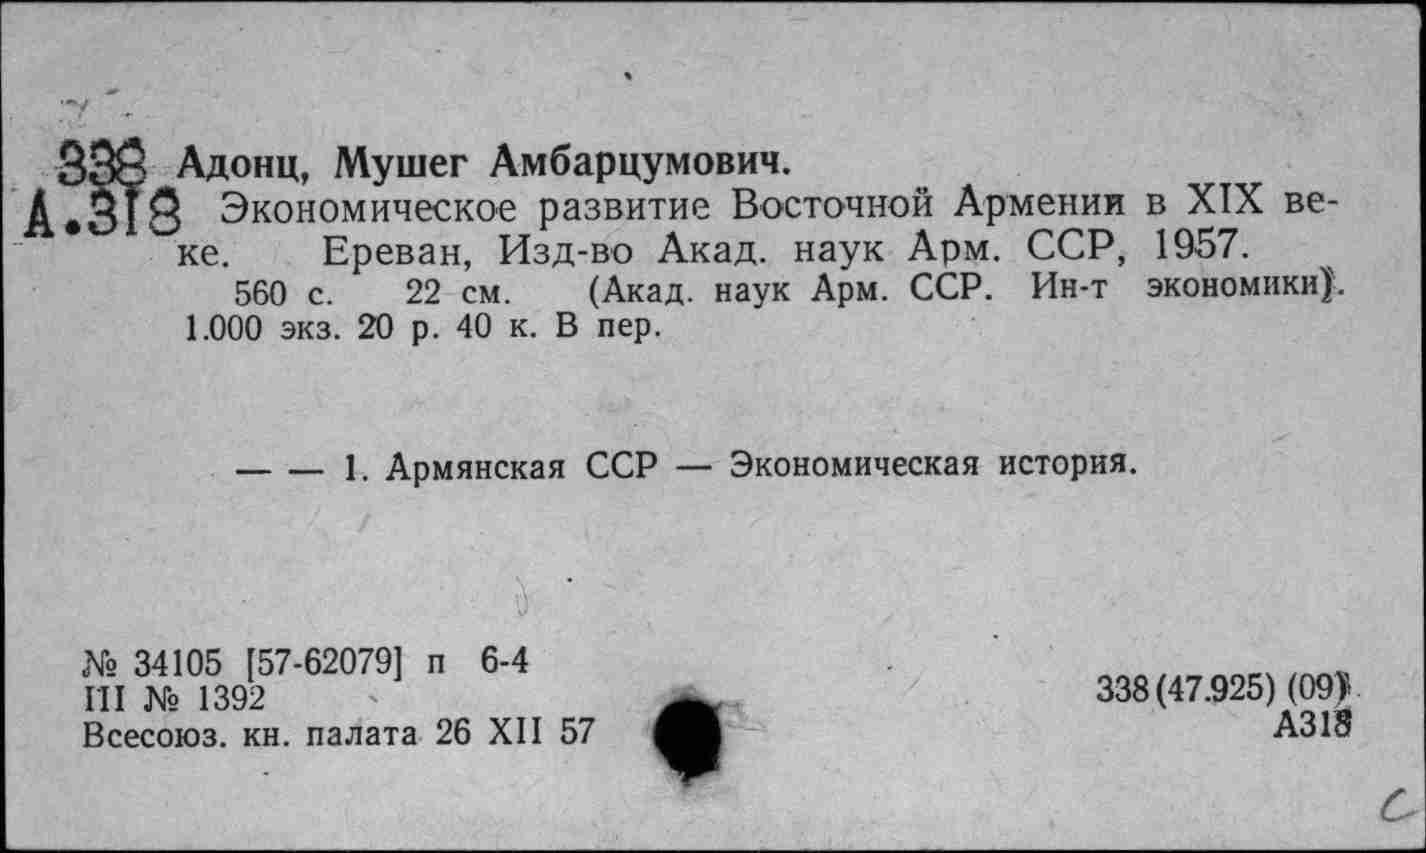 338 Адонц, Мушег Амбарцумович.
А.318 Экономическое развитие Восточной Армении в XIX ве-
ке. Ереван, Изд-во Акад. наук Арм. ССР, 1957.
560 с. 22 см. (Акад. наук Арм. ССР. Ин-т экономики).
1.000 экз. 20 р. 40 к. В пер.
— — 1. Армянская ССР — Экономическая история.
№ 34105 [57-62079] п 6-4
III № 1392
Всесоюз. кн. палата 26 XII 57
338(47.925)(09)
А318
С